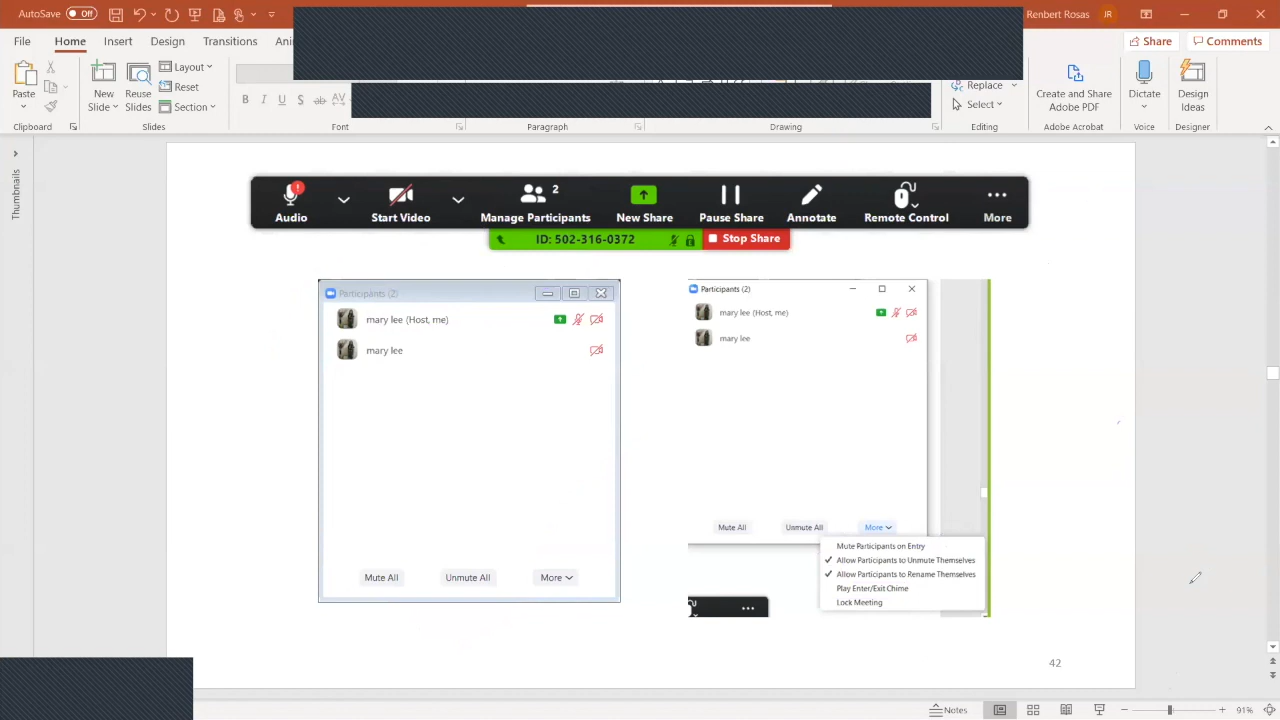 AutoSave Off
Renbert Rosas JR
File Home Insert Design Transitions
Share Comments
Paste
New Slide
Reuse Slides
Layout
Reset
Section
B I U S ab AV
Replace
Select
Create and Share Adobe PDF
Dictate
Design Ideas
Clipboard Slides Font Paragraph Drawing Editing Adobe Acrobat Voice Designer
Thumbnails
Audio Start Video Manage Participants 2 New Share Pause Share Annotate Remote Control More
ID: 502-316-0372 Stop Share
Participants (2)
mary lee (Host, me)
mary lee
Mute All Unmute All More
Participants (2)
mary lee (Host, me)
mary lee
Mute All Unmute All More
Mute Participants on Entry
Allow Participants to Unmute Themselves
Allow Participants to Rename Themselves
Play Enter/Exit Chime
Lock Meeting
42
Notes 91%